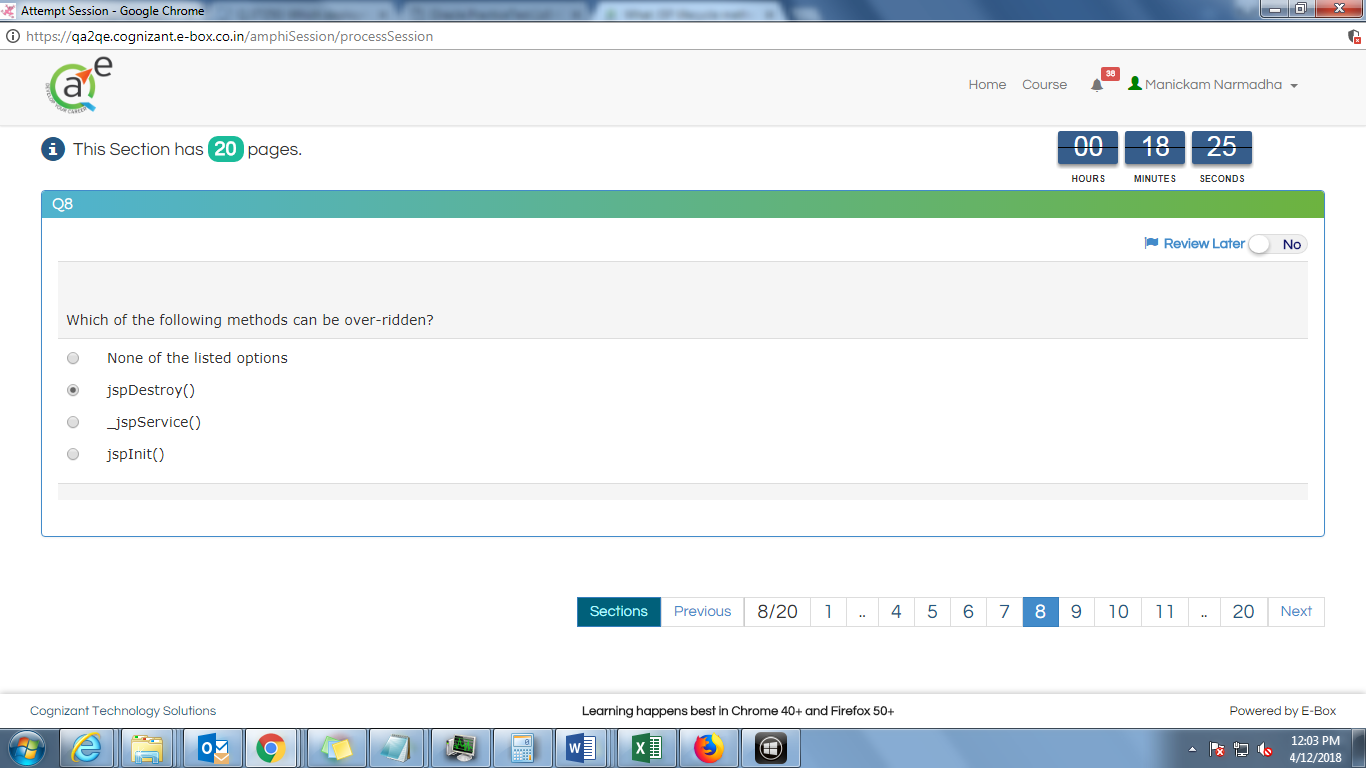 Attempt Session - Google Chrome
https://qa2qe.cognizant.e-box.co.in/amphiSession/processSession
a e
Home Course 38 Manickam Narmadha
This Section has 20 pages.
00 18 25
HOURS MINUTES SECONDS
Q8
Review Later No
Which of the following methods can be over-ridden?
None of the listed options
jspDestroy()
_jspService()
jspInit()
Sections Previous 8/20 1 .. 4 5 6 7 8 9 10 11 .. 20 Next
Cognizant Technology Solutions Learning happens best in Chrome 40+ and Firefox 50+ Powered by E-Box
12:03 PM
4/12/2018